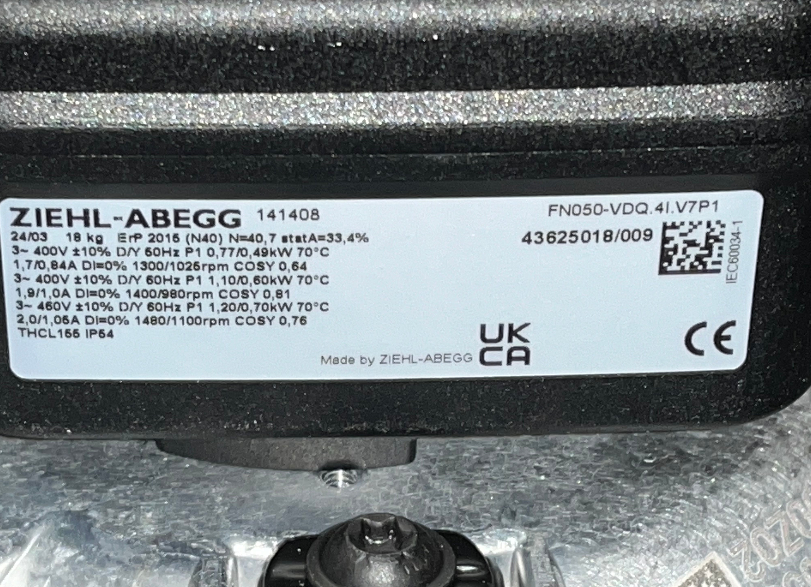 ZIEHL-ABEGG 141408
FN050-VDQ.4I.V7P1
24/03 18 kg ErP 2015 (N40) N=40,7 statA=33,4%
43625018/009
3~ 400V ±10% D/Y 50Hz P1 0,77/0,49kW 70°C
1,7/0,84A DI=0% 1300/1025rpm COSY 0,64
3~ 400V ±10% D/Y 60Hz P1 1,10/0,60kW 70°C
1,9/1,0A DI=0% 1400/980rpm COSY 0,81
3~ 460V ±10% D/Y 60Hz P1 1,20/0,70kW 70°C
2,0/1,05A DI=0% 1480/1100rpm COSY 0,76
THCL155 IP54
IEC60034-1
Made by ZIEHL-ABEGG
UK
CA
CE